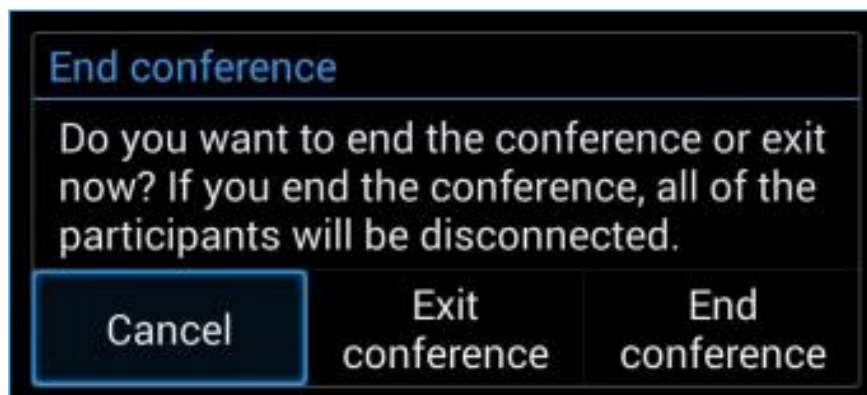 End conference
Do you want to end the conference or exit
now? If you end the conference, all of the
participants will be disconnected.
Cancel
Exit
conference
End
conference